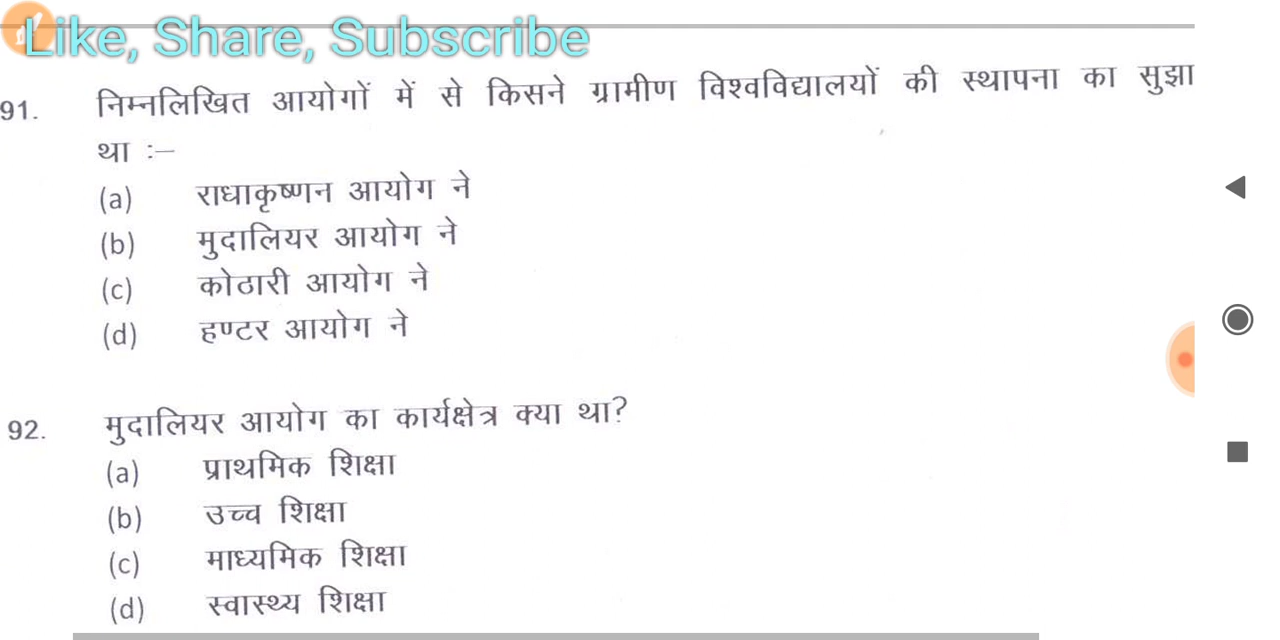 Like, Share, Subscribe
91. निम्नलिखित आयोगों में से किसने ग्रामीण विश्वविद्यालयों की स्थापना का सुझा
था :–
(a) राधाकृष्णन आयोग ने
(b) मुदालियर आयोग ने
(c) कोठारी आयोग ने
(d) हण्टर आयोग ने
92. मुदालियर आयोग का कार्यक्षेत्र क्या था?
(a) प्राथमिक शिक्षा
(b) उच्च शिक्षा
(c) माध्यमिक शिक्षा
(d) स्वास्थ्य शिक्षा